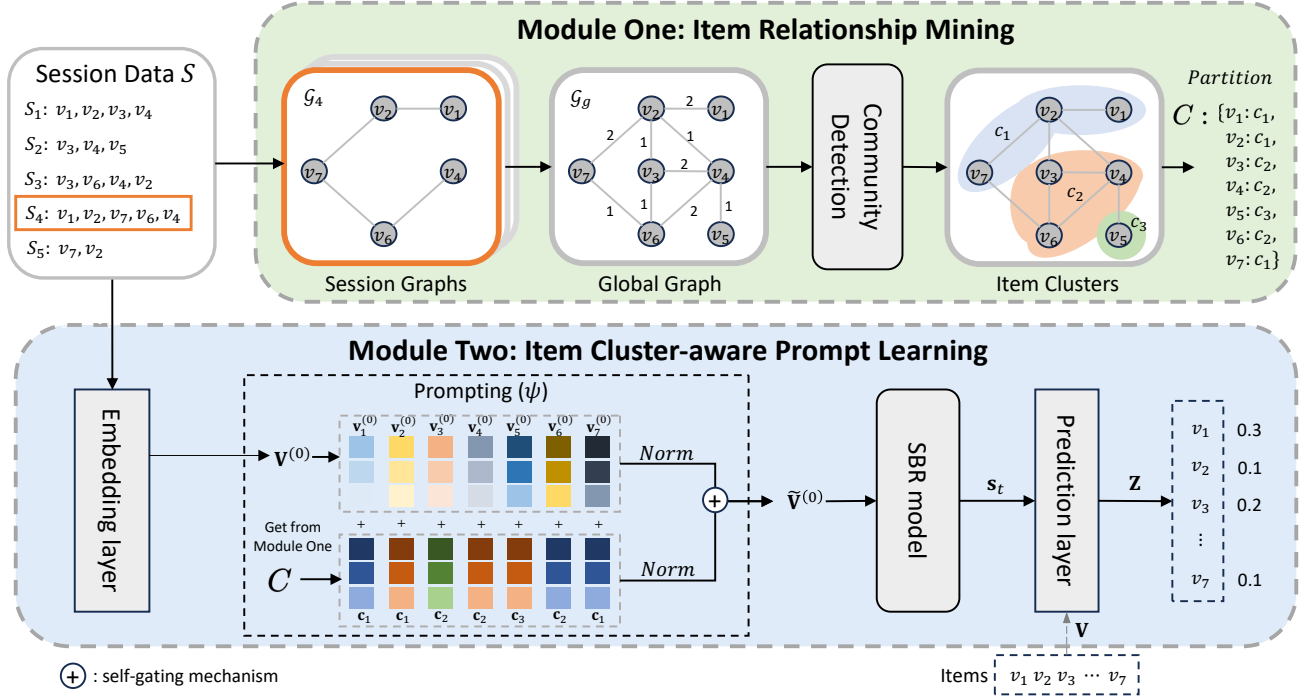 Module One: Item Relationship Mining
Session Data S
S₁: v₁, v₂, v₃, v₄
S₂: v₃, v₄, v₅
S₃: v₃, v₆, v₄, v₂
S₄: v₁, v₂, v₇, v₆, v₄
S₅: v₇, v₂
𝒢₄
v₂ v₁
v₇ v₄
v₆
Session Graphs
𝒢g
v₂ 2 v₁
2 1 1
v₇ v₃ 2 v₄
1 1 2 1
v₆ v₅
Global Graph
Community
Detection
v₂ v₁
c₁
v₇ v₃ v₄
c₂
v₆ v₅ c₃
Item Clusters
Partition
C : {v₁: c₁,
v₂: c₁,
v₃: c₂,
v₄: c₂,
v₅: c₃,
v₆: c₂,
v₇: c₁}
Module Two: Item Cluster-aware Prompt Learning
Embedding layer
Prompting (ψ)
V⁽⁰⁾
v₁⁽⁰⁾ v₂⁽⁰⁾ v₃⁽⁰⁾ v₄⁽⁰⁾ v₅⁽⁰⁾ v₆⁽⁰⁾ v₇⁽⁰⁾
Norm
+ + + + + + +
Get from
Module One
C
Norm
c₁ c₁ c₂ c₂ c₃ c₂ c₁
+
Ṽ⁽⁰⁾
SBR model
sₜ
Prediction layer
Z
v₁ 0.3
v₂ 0.1
v₃ 0.2
⋮
v₇ 0.1
V
Items v₁ v₂ v₃ ⋯ v₇
+ : self-gating mechanism